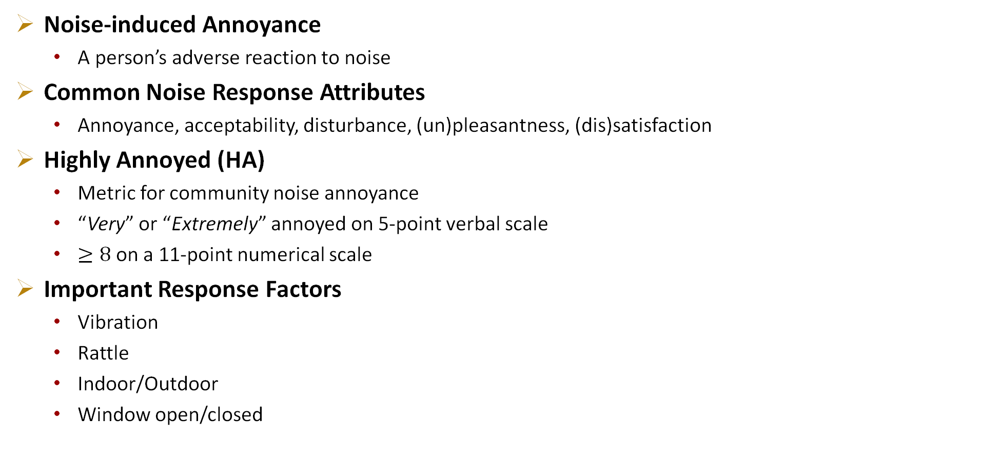 ➢ Noise-induced Annoyance
• A person’s adverse reaction to noise
➢ Common Noise Response Attributes
• Annoyance, acceptability, disturbance, (un)pleasantness, (dis)satisfaction
➢ Highly Annoyed (HA)
• Metric for community noise annoyance
• “Very” or “Extremely” annoyed on 5-point verbal scale
• ≥ 8 on a 11-point numerical scale
➢ Important Response Factors
• Vibration
• Rattle
• Indoor/Outdoor
• Window open/closed